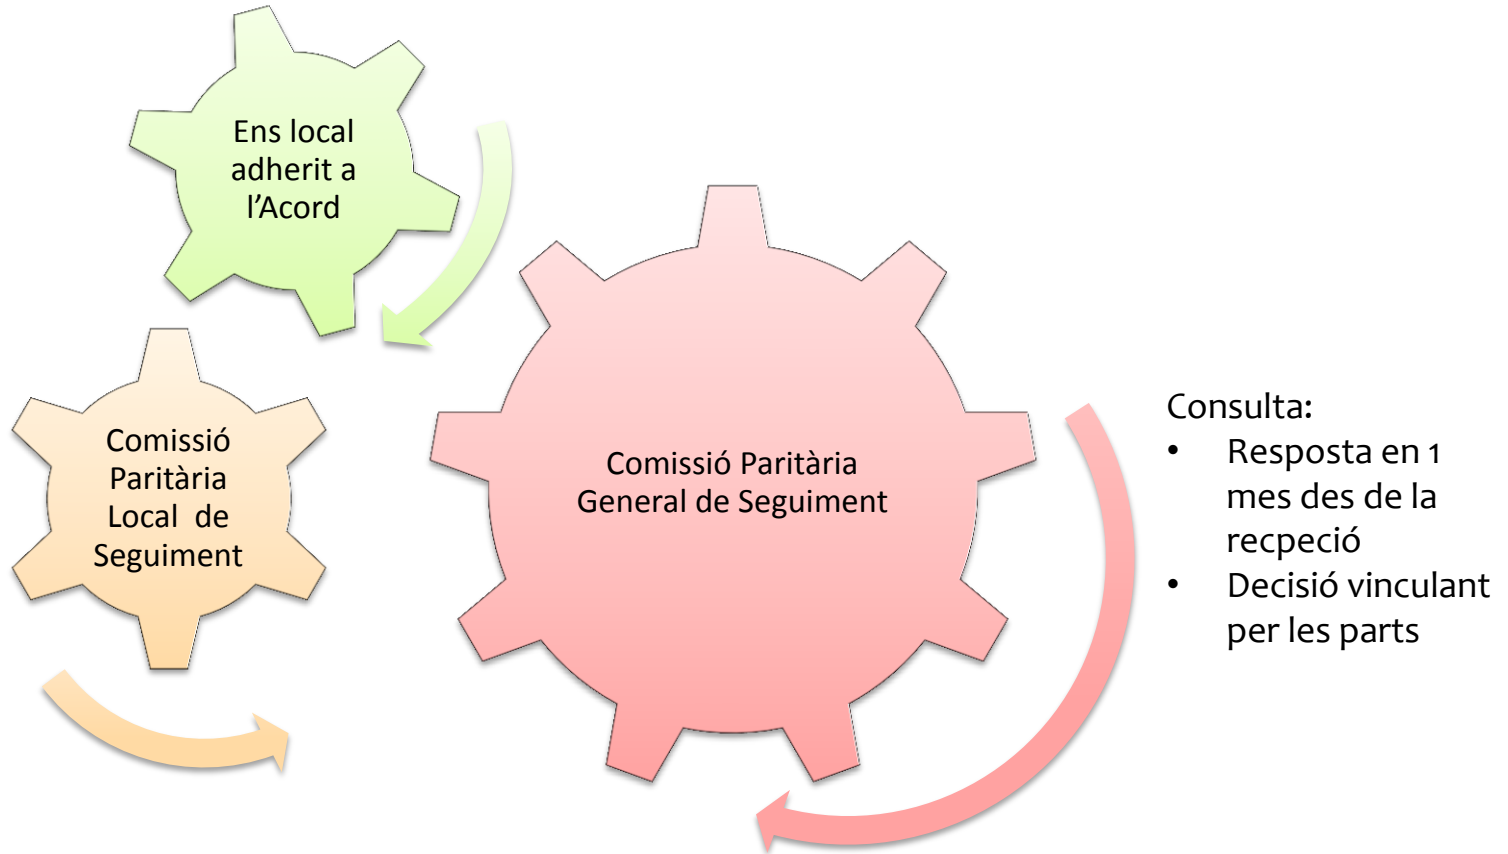 Ens local
adherit a
l’Acord
Comissió
Paritària
Local de
Seguiment
Comissió Paritària
General de Seguiment
Consulta:
• Resposta en 1
mes des de la
recpeció
• Decisió vinculant
per les parts